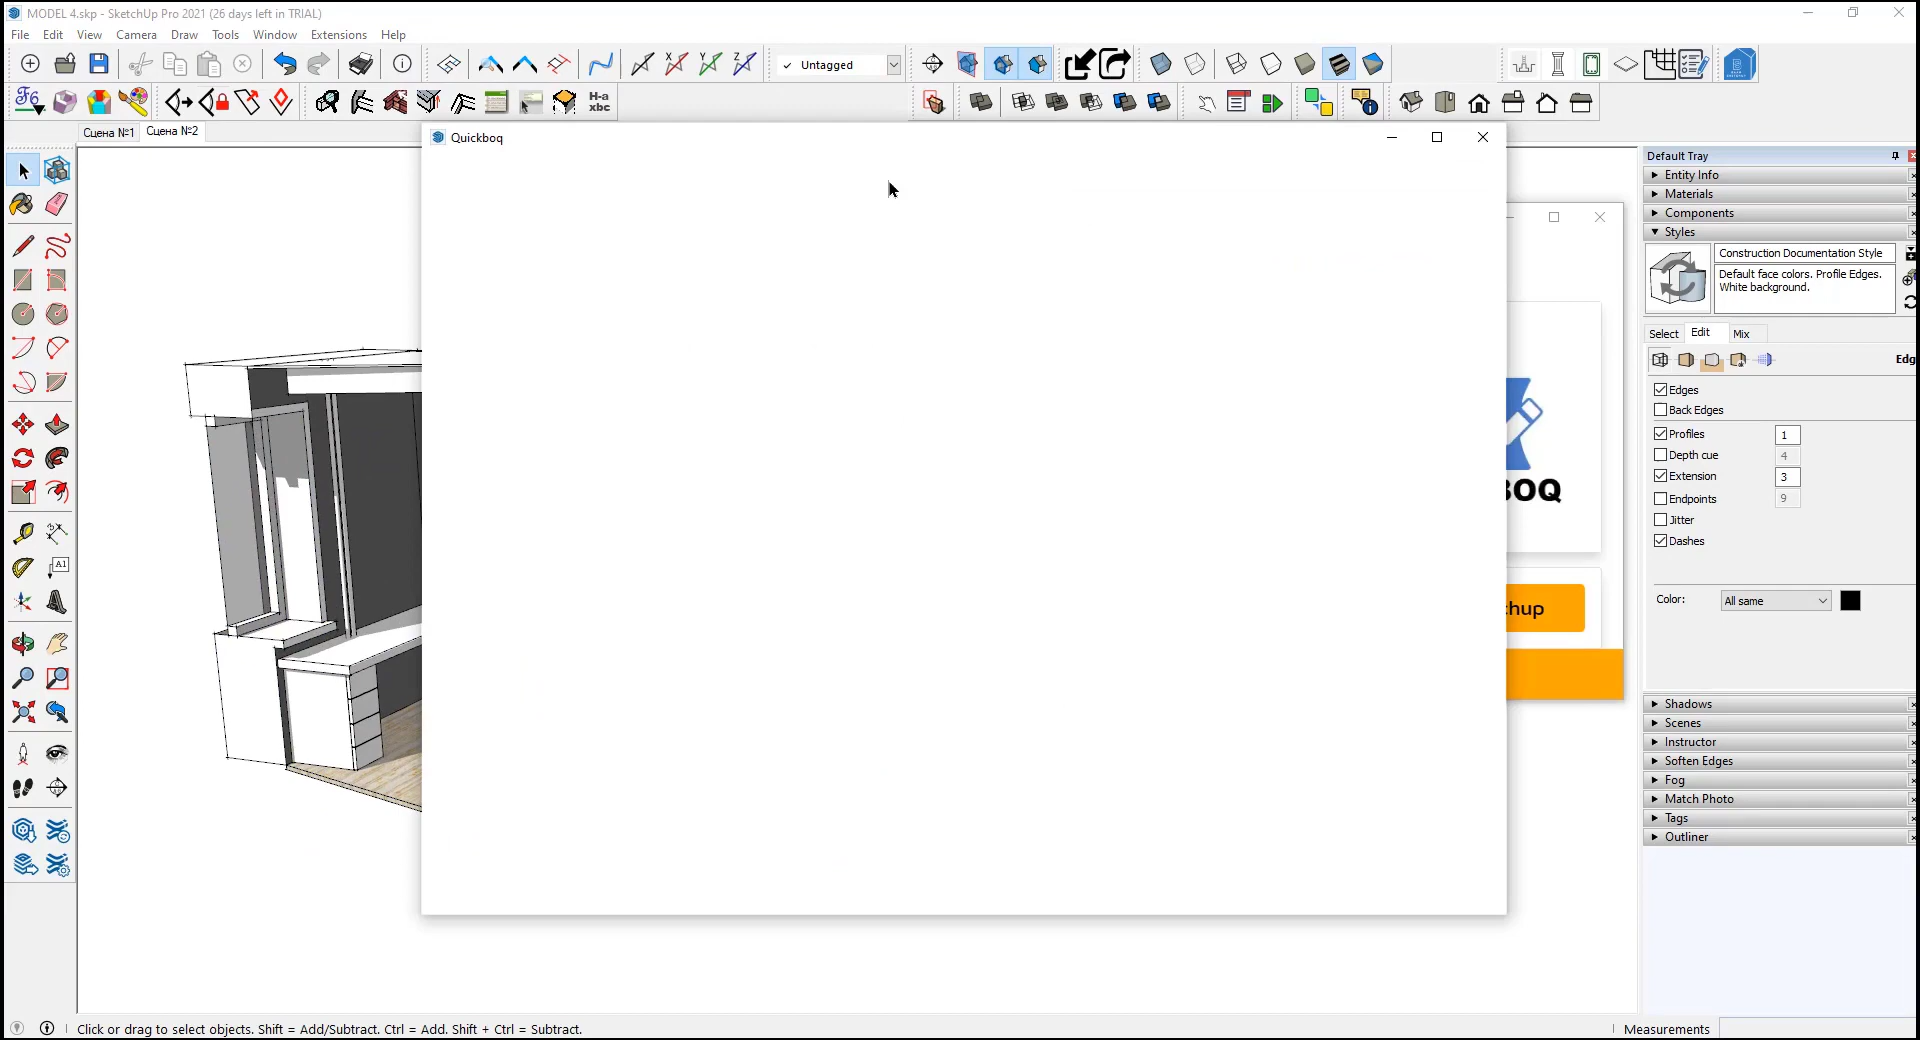 MODEL 4.skp - SketchUp Pro 2021 (26 days left in TRIAL)
File Edit View Camera Draw Tools Window Extensions Help
Untagged
H-a
xbc
Сцена №1 Сцена №2
Quickboq
Default Tray
Entity Info
Materials
Components
Styles
Construction Documentation Style
Default face colors. Profile Edges.
White background.
Select Edit Mix
Edg
Edges
Back Edges
Profiles 1
Depth cue 4
Extension 3
Endpoints 9
Jitter
Dashes
Color: All same
BOQ
chup
Shadows
Scenes
Instructor
Soften Edges
Fog
Match Photo
Tags
Outliner
Click or drag to select objects. Shift = Add/Subtract. Ctrl = Add. Shift + Ctrl = Subtract.
Measurements